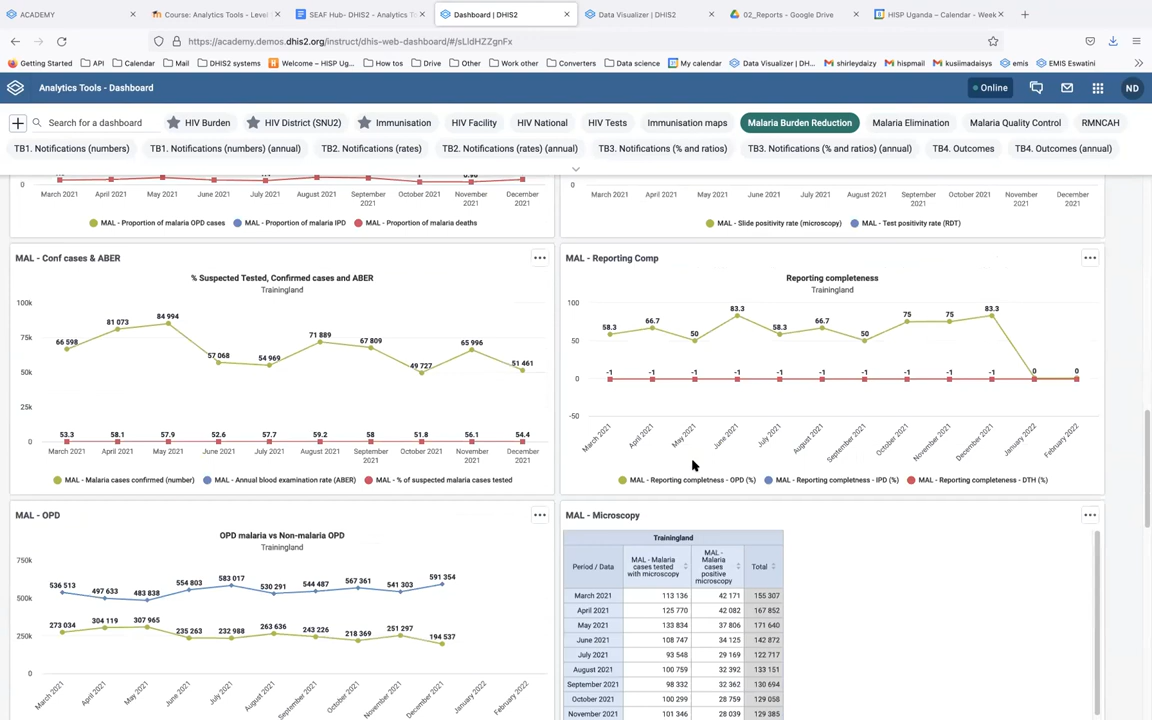 ACADEMY
Course: Analytics Tools - Level
SEAF Hub- DHIS2 - Analytics To
Dashboard | DHIS2
Data Visualizer | DHIS2
02_Reports - Google Drive
HISP Uganda – Calendar - Week
https://academy.demos.dhis2.org/instruct/dhis-web-dashboard/#/sLldHZZgnFx
Getting Started
API
Calendar
Mail
DHIS2 systems
Welcome – HISP Ug...
How tos
Drive
Other
Work other
Converters
Data science
My calendar
Data Visualizer | DH...
shirleydaizy
hispmail
kusiimadaisys
emis
EMIS Eswatini
Analytics Tools - Dashboard
Online
ND
Search for a dashboard
HIV Burden
HIV District (SNU2)
Immunisation
HIV Facility
HIV National
HIV Tests
Immunisation maps
Malaria Burden Reduction
Malaria Elimination
Malaria Quality Control
RMNCAH
TB1. Notifications (numbers)
TB1. Notifications (numbers) (annual)
TB2. Notifications (rates)
TB2. Notifications (rates) (annual)
TB3. Notifications (% and ratios)
TB3. Notifications (% and ratios) (annual)
TB4. Outcomes
TB4. Outcomes (annual)
0
March 2021 April 2021 May 2021 June 2021 July 2021 August 2021 September 2021 October 2021 November 2021 December 2021
MAL - Proportion of malaria OPD cases
MAL - Proportion of malaria IPD
MAL - Proportion of malaria deaths
0
March 2021 April 2021 May 2021 June 2021 July 2021 August 2021 September 2021 October 2021 November 2021 December 2021
MAL - Slide positivity rate (microscopy)
MAL - Test positivity rate (RDT)
MAL - Conf cases & ABER
% Suspected Tested, Confirmed cases and ABER
Trainingland
100k
75k
50k
25k
0
66 598 81 073 84 994 57 068 54 969 71 889 67 809 49 727 65 996 51 461
53.3 58.1 57.9 52.6 57.7 59.2 58 51.8 56.1 54.4
March 2021 April 2021 May 2021 June 2021 July 2021 August 2021 September 2021 October 2021 November 2021 December 2021
MAL - Malaria cases confirmed (number)
MAL - Annual blood examination rate (ABER)
MAL - % of suspected malaria cases tested
MAL - Reporting Comp
Reporting completeness
Trainingland
100
50
0
-50
58.3 66.7 50 83.3 58.3 66.7 50 75 75 83.3 0 0
-1 -1 -1 -1 -1 -1 -1 -1 -1 -1
March 2021 April 2021 May 2021 June 2021 July 2021 August 2021 September 2021 October 2021 November 2021 December 2021 January 2022 February 2022
MAL - Reporting completness - OPD (%)
MAL - Reporting completness - IPD (%)
MAL - Reporting completeness - DTH (%)
MAL - OPD
OPD malaria vs Non-malaria OPD
Trainingland
750k
500k
250k
0
536 513 497 633 483 838 554 803 583 017 530 291 544 487 567 361 541 303 591 354
273 034 304 119 307 965 235 263 232 988 263 636 243 226 218 369 251 297 194 537
March 2021 April 2021 May 2021 June 2021 July 2021 August 2021 September 2021 October 2021 November 2021 December 2021 January 2022 February 2022
MAL - Microscopy
Trainingland
Period / Data
MAL - Malaria cases tested with microscopy
MAL - Malaria cases positive microscopy
Total
March 2021 113 136 42 171 155 307
April 2021 125 770 42 082 167 852
May 2021 133 834 37 806 171 640
June 2021 108 747 34 125 142 872
July 2021 93 548 29 169 122 717
August 2021 100 759 32 392 133 151
September 2021 98 332 32 362 130 694
October 2021 100 299 28 759 129 058
November 2021 101 346 28 039 129 385